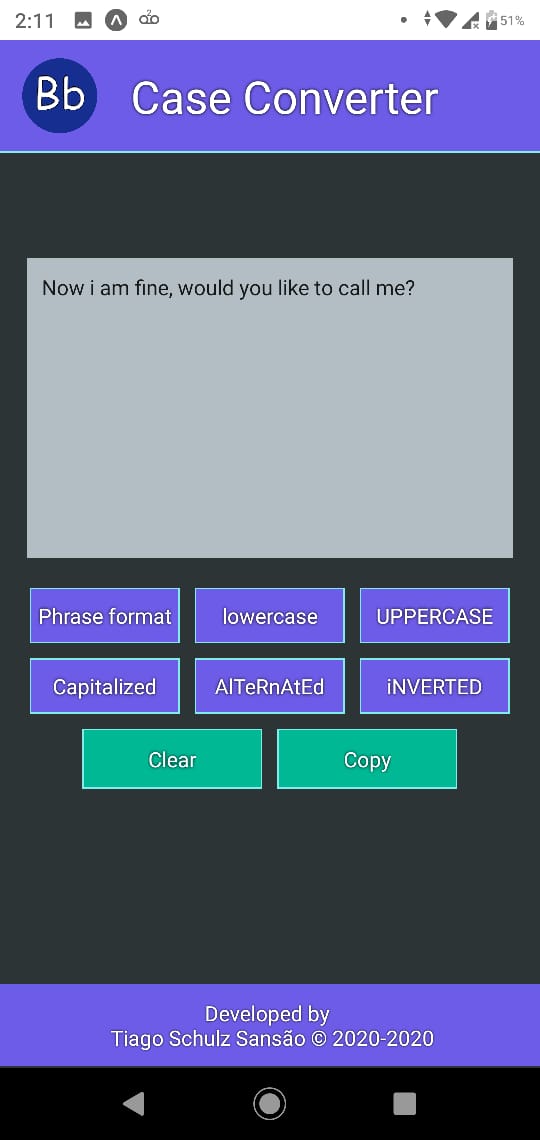 2:11
51%
Bb
Case Converter
Now i am fine, would you like to call me?
Phrase format lowercase UPPERCASE
Capitalized AlTeRnAtEd iNVERTED
Clear Copy
Developed by
Tiago Schulz Sansão © 2020-2020